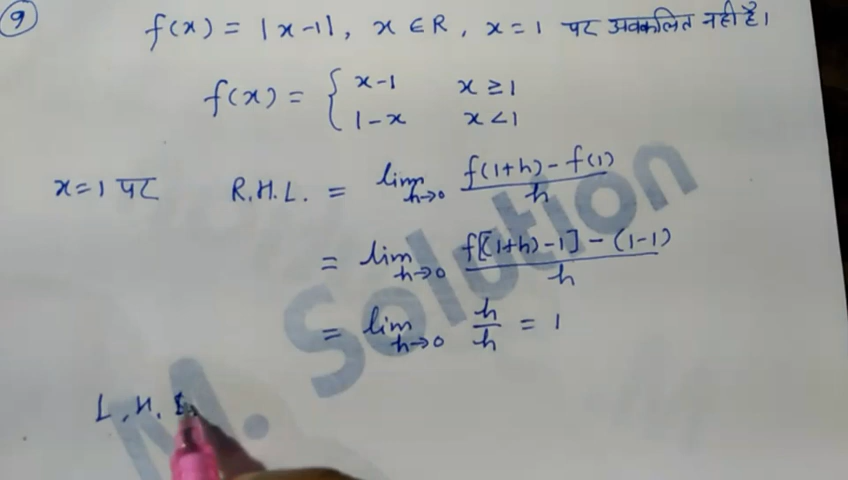 9
f(x) = |x-1|, x ∈ R, x = 1 पर अवकलित नही है।
f(x) = { x-1 x ≥ 1
1-x x < 1
x = 1 पर R.H.L. = lim h→0 f(1+h) - f(1) / h
= lim h→0 f[(1+h)-1] - (1-1) / h
= lim h→0 h / h = 1
L.H.
M. Solution